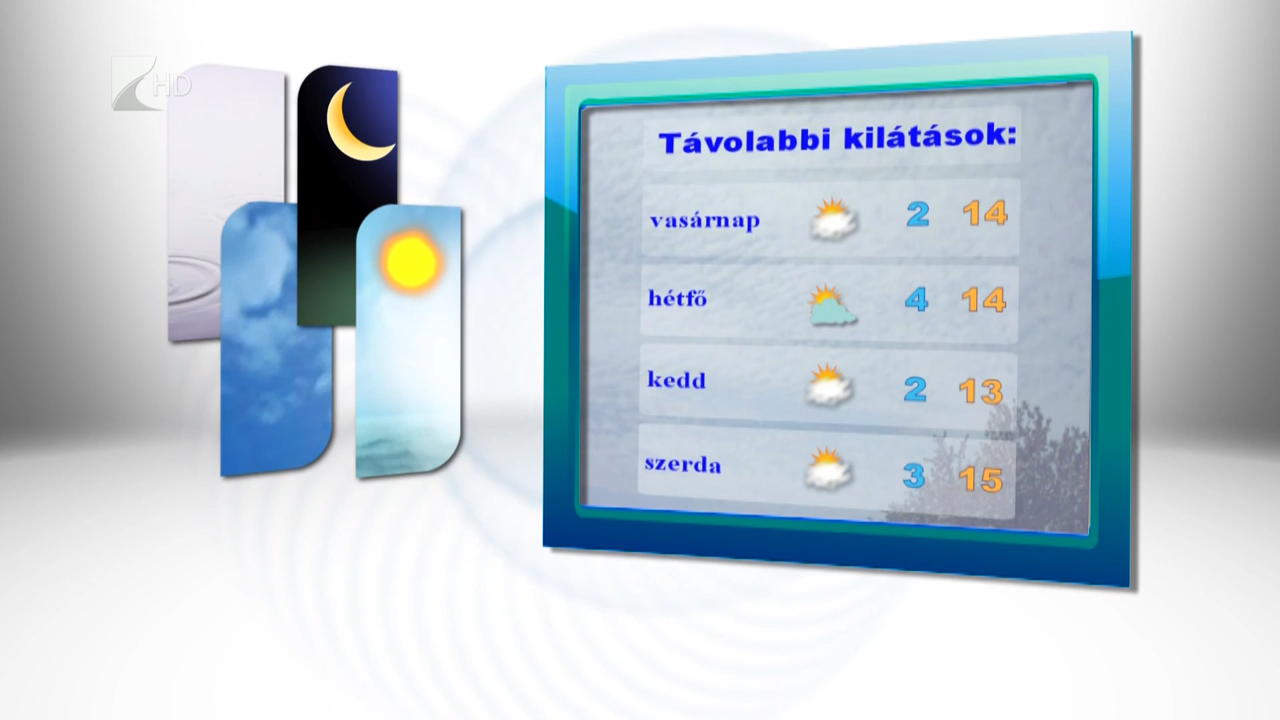 HD
Távolabbi kilátások:
vasárnap 2 14
hétfő 4 14
kedd 2 13
szerda 3 15